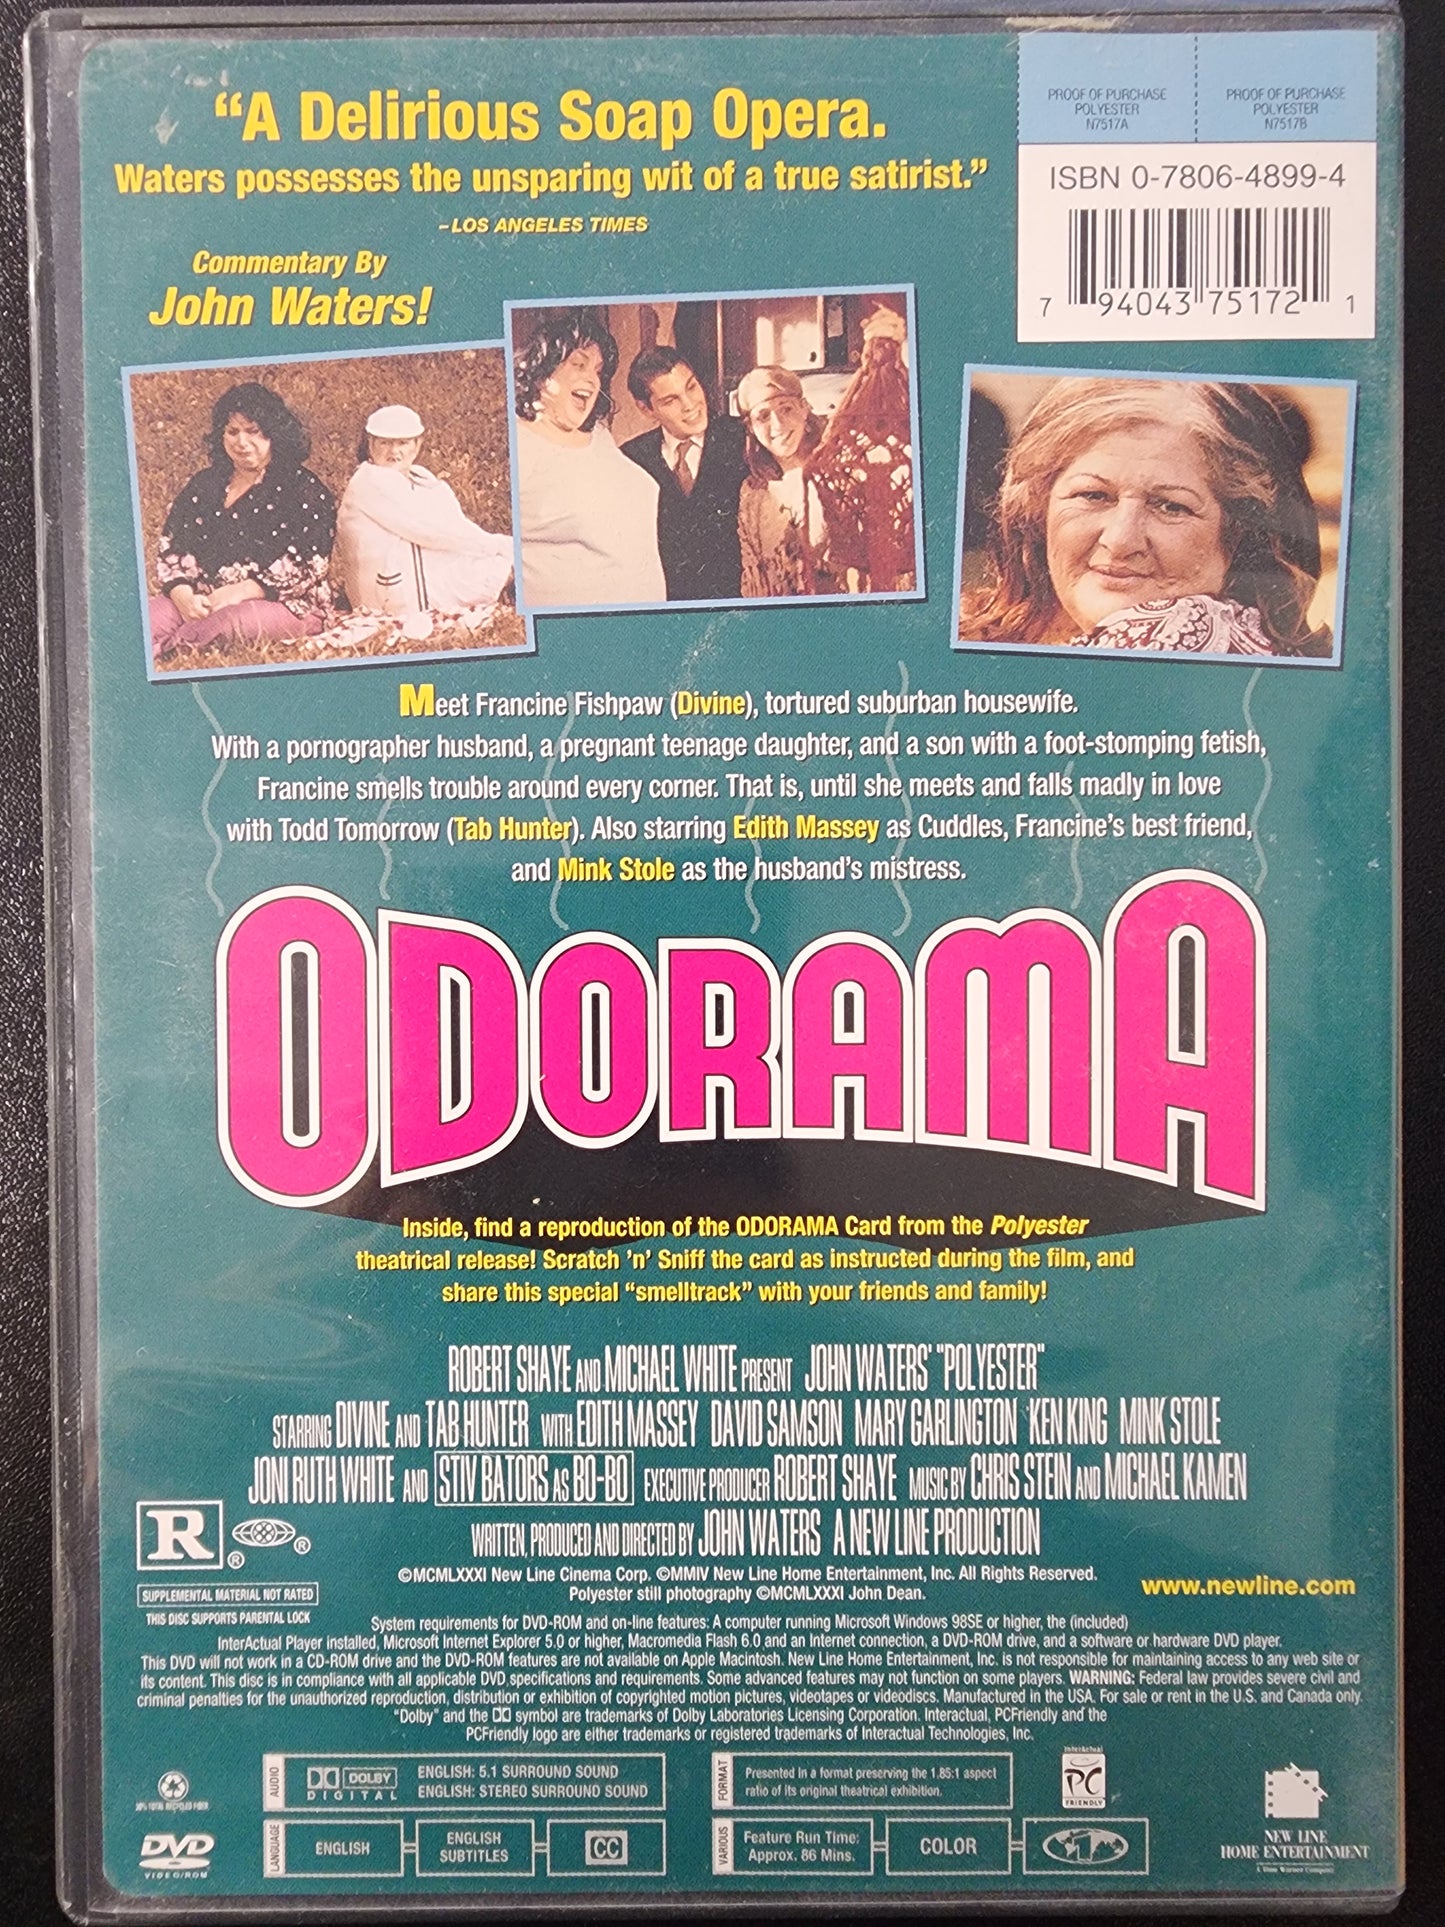 “A Delirious Soap Opera.
Waters possesses the unsparing wit of a true satirist.”
–LOS ANGELES TIMES
Commentary By
John Waters!
PROOF OF PURCHASE
POLYESTER
N7517A
PROOF OF PURCHASE
POLYESTER
N7517B
ISBN 0-7806-4899-4
7 94043 75172 1
Meet Francine Fishpaw (Divine), tortured suburban housewife.
With a pornographer husband, a pregnant teenage daughter, and a son with a foot-stomping fetish,
Francine smells trouble around every corner. That is, until she meets and falls madly in love
with Todd Tomorrow (Tab Hunter). Also starring Edith Massey as Cuddles, Francine’s best friend,
and Mink Stole as the husband’s mistress.
ODORAMA
Inside, find a reproduction of the ODORAMA Card from the Polyester
theatrical release! Scratch ’n’ Sniff the card as instructed during the film, and
share this special “smelltrack” with your friends and family!
ROBERT SHAYE AND MICHAEL WHITE PRESENT JOHN WATERS' "POLYESTER"
STARRING DIVINE AND TAB HUNTER WITH EDITH MASSEY DAVID SAMSON MARY GARLINGTON KEN KING MINK STOLE
JONI RUTH WHITE AND STIV BATORS AS BO-BO EXECUTIVE PRODUCER ROBERT SHAYE MUSIC BY CHRIS STEIN AND MICHAEL KAMEN
WRITTEN, PRODUCED AND DIRECTED BY JOHN WATERS A NEW LINE PRODUCTION
R ®
®
SUPPLEMENTAL MATERIAL NOT RATED
THIS DISC SUPPORTS PARENTAL LOCK
©MCMLXXXI New Line Cinema Corp. ©MMIV New Line Home Entertainment, Inc. All Rights Reserved.
Polyester still photography ©MCMLXXXI John Dean.
www.newline.com
System requirements for DVD-ROM and on-line features: A computer running Microsoft Windows 98SE or higher, the (included)
InterActual Player installed, Microsoft Internet Explorer 5.0 or higher, Macromedia Flash 6.0 and an Internet connection, a DVD-ROM drive, and a software or hardware DVD player.
This DVD will not work in a CD-ROM drive and the DVD-ROM features are not available on Apple Macintosh. New Line Home Entertainment, Inc. is not responsible for maintaining access to any web site or
its content. This disc is in compliance with all applicable DVD specifications and requirements. Some advanced features may not function on some players. WARNING: Federal law provides severe civil and
criminal penalties for the unauthorized reproduction, distribution or exhibition of copyrighted motion pictures, videotapes or videodiscs. Manufactured in the USA. For sale or rent in the U.S. and Canada only.
“Dolby” and the symbol are trademarks of Dolby Laboratories Licensing Corporation. Interactual, PCFriendly and the
PCFriendly logo are either trademarks or registered trademarks of Interactual Technologies, Inc.
AUDIO
DOLBY
DIGITAL
ENGLISH: 5.1 SURROUND SOUND
ENGLISH: STEREO SURROUND SOUND
FORMAT
Presented in a format preserving the 1.85:1 aspect
ratio of its original theatrical exhibition.
InterActual
PC
FRIENDLY
DVD
VIDEO/ROM
LANGUAGE
ENGLISH
ENGLISH
SUBTITLES
CC
VARIOUS
Feature Run Time:
Approx. 86 Mins.
COLOR
1
NEW LINE
HOME ENTERTAINMENT
A Time Warner Company